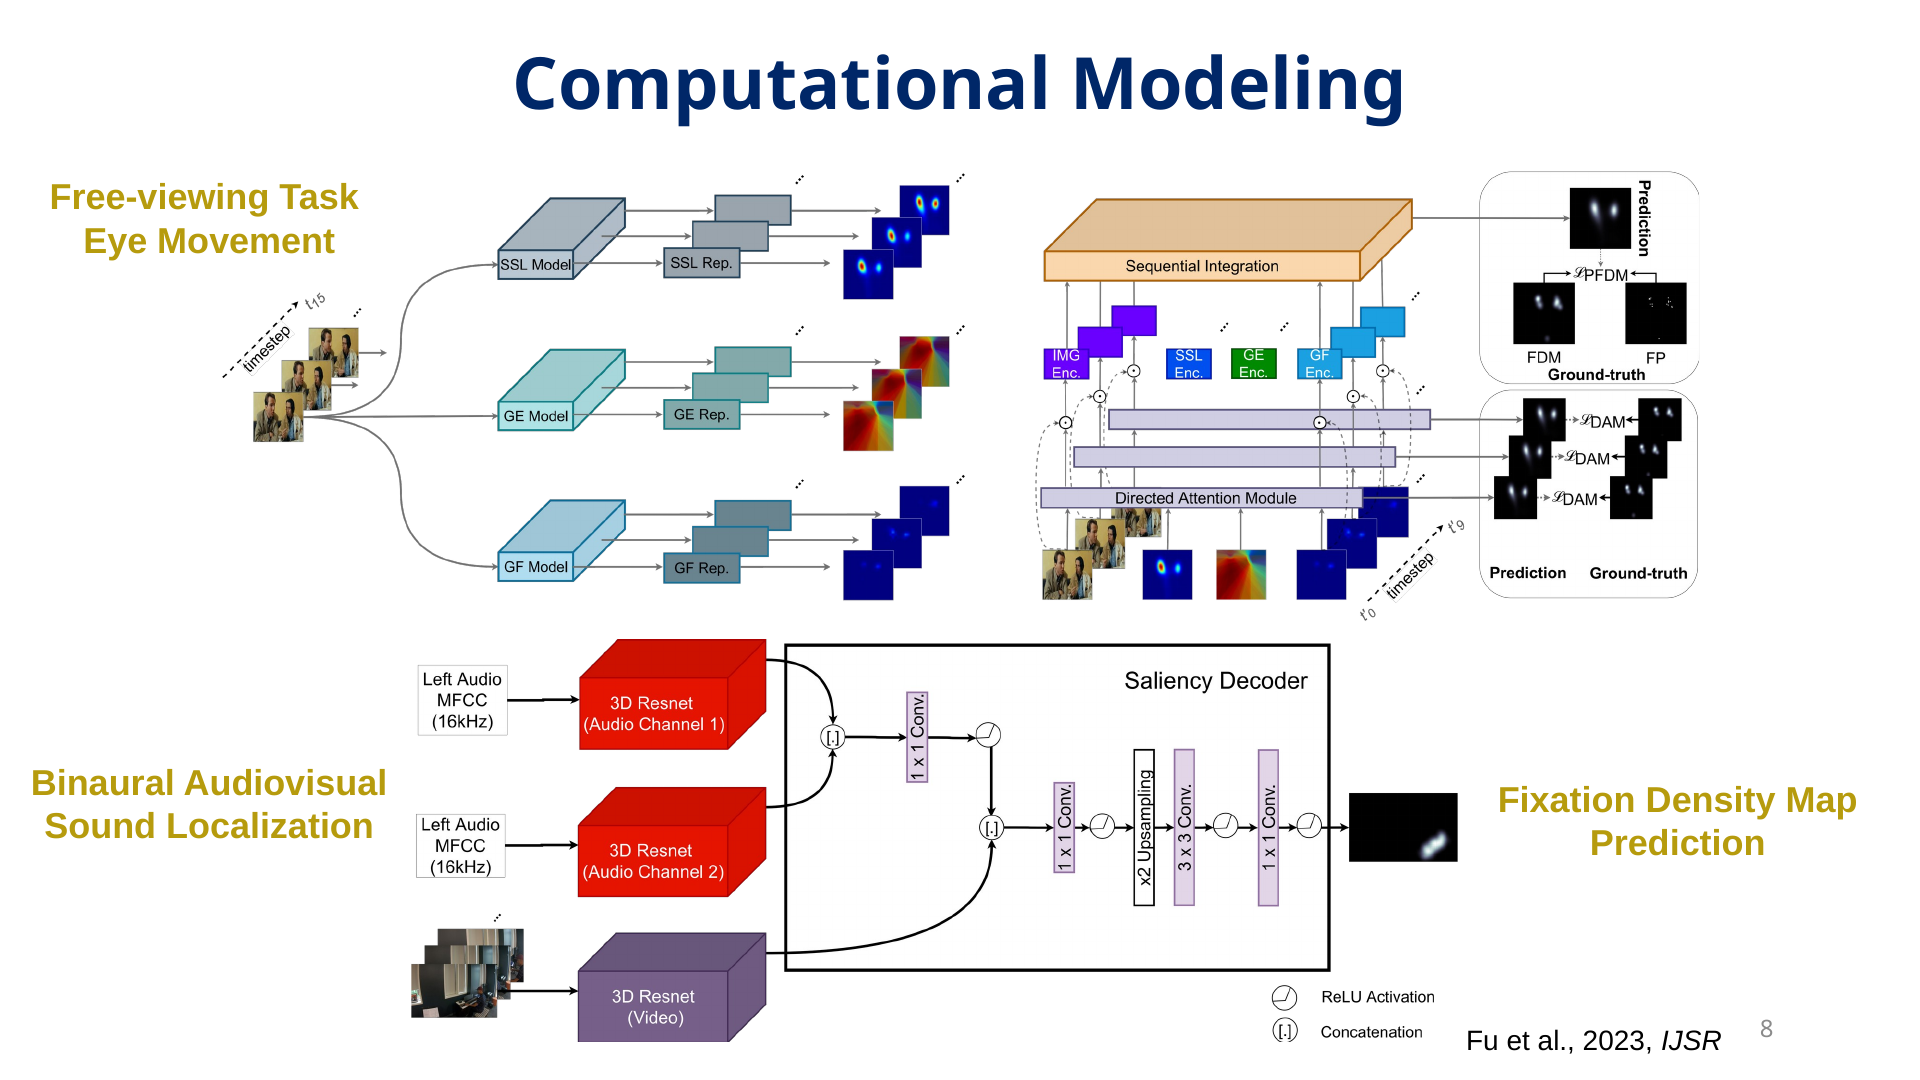 Computational Modeling
Free-viewing Task
Eye Movement
timestep
t15
...
SSL Model
SSL Rep.
...
...
GE Model
GE Rep.
...
...
GF Model
GF Rep.
...
...
Sequential Integration
IMG
Enc.
SSL
Enc.
GE
Enc.
GF
Enc.
...
...
...
...
Directed Attention Module
...
timestep
t'0
t'9
Prediction
ℒPFDM
FDM
FP
Ground-truth
ℒDAM
ℒDAM
ℒDAM
Prediction
Ground-truth
Binaural Audiovisual
Sound Localization
Left Audio
MFCC
(16kHz)
3D Resnet
(Audio Channel 1)
Left Audio
MFCC
(16kHz)
3D Resnet
(Audio Channel 2)
...
3D Resnet
(Video)
Saliency Decoder
[.]
1 x 1 Conv.
[.]
1 x 1 Conv.
x2 Upsampling
3 x 3 Conv.
1 x 1 Conv.
Fixation Density Map
Prediction
ReLU Activation
[.]
Concatenation
Fu et al., 2023, IJSR
8